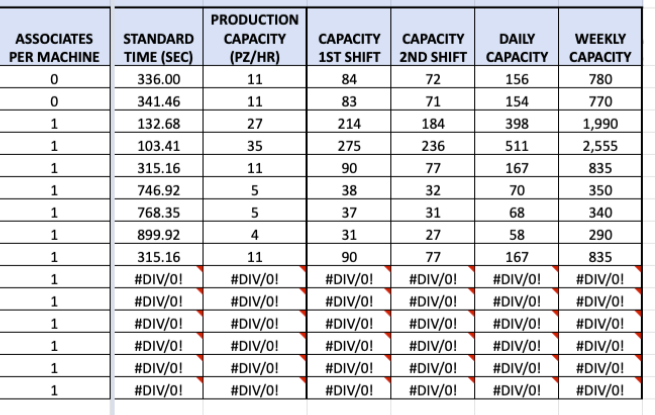 ASSOCIATES PER MACHINE | STANDARD TIME (SEC) | PRODUCTION CAPACITY (PZ/HR) | CAPACITY 1ST SHIFT | CAPACITY 2ND SHIFT | DAILY CAPACITY | WEEKLY CAPACITY
0 336.00 11 84 72 156 780
0 341.46 11 83 71 154 770
1 132.68 27 214 184 398 1,990
1 103.41 35 275 236 511 2,555
1 315.16 11 90 77 167 835
1 746.92 5 38 32 70 350
1 768.35 5 37 31 68 340
1 899.92 4 31 27 58 290
1 315.16 11 90 77 167 835
1 #DIV/0! #DIV/0! #DIV/0! #DIV/0! #DIV/0! #DIV/0!
1 #DIV/0! #DIV/0! #DIV/0! #DIV/0! #DIV/0! #DIV/0!
1 #DIV/0! #DIV/0! #DIV/0! #DIV/0! #DIV/0! #DIV/0!
1 #DIV/0! #DIV/0! #DIV/0! #DIV/0! #DIV/0! #DIV/0!
1 #DIV/0! #DIV/0! #DIV/0! #DIV/0! #DIV/0! #DIV/0!
1 #DIV/0! #DIV/0! #DIV/0! #DIV/0! #DIV/0! #DIV/0!